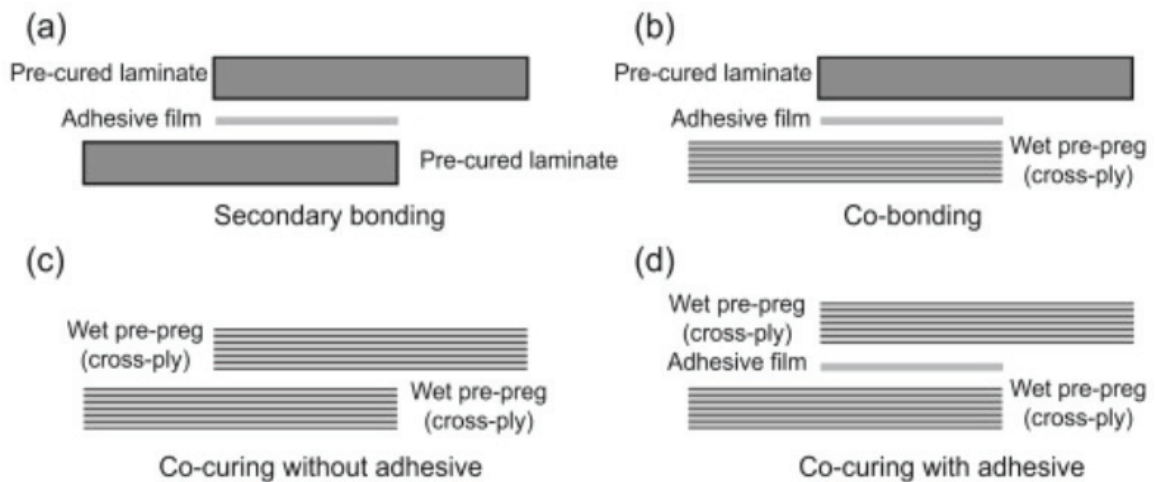 (a)
Pre-cured laminate
Adhesive film
Pre-cured laminate
Secondary bonding
(b)
Pre-cured laminate
Adhesive film
Wet pre-preg
(cross-ply)
Co-bonding
(c)
Wet pre-preg
(cross-ply)
Wet pre-preg
(cross-ply)
Co-curing without adhesive
(d)
Wet pre-preg
(cross-ply)
Adhesive film
Wet pre-preg
(cross-ply)
Co-curing with adhesive